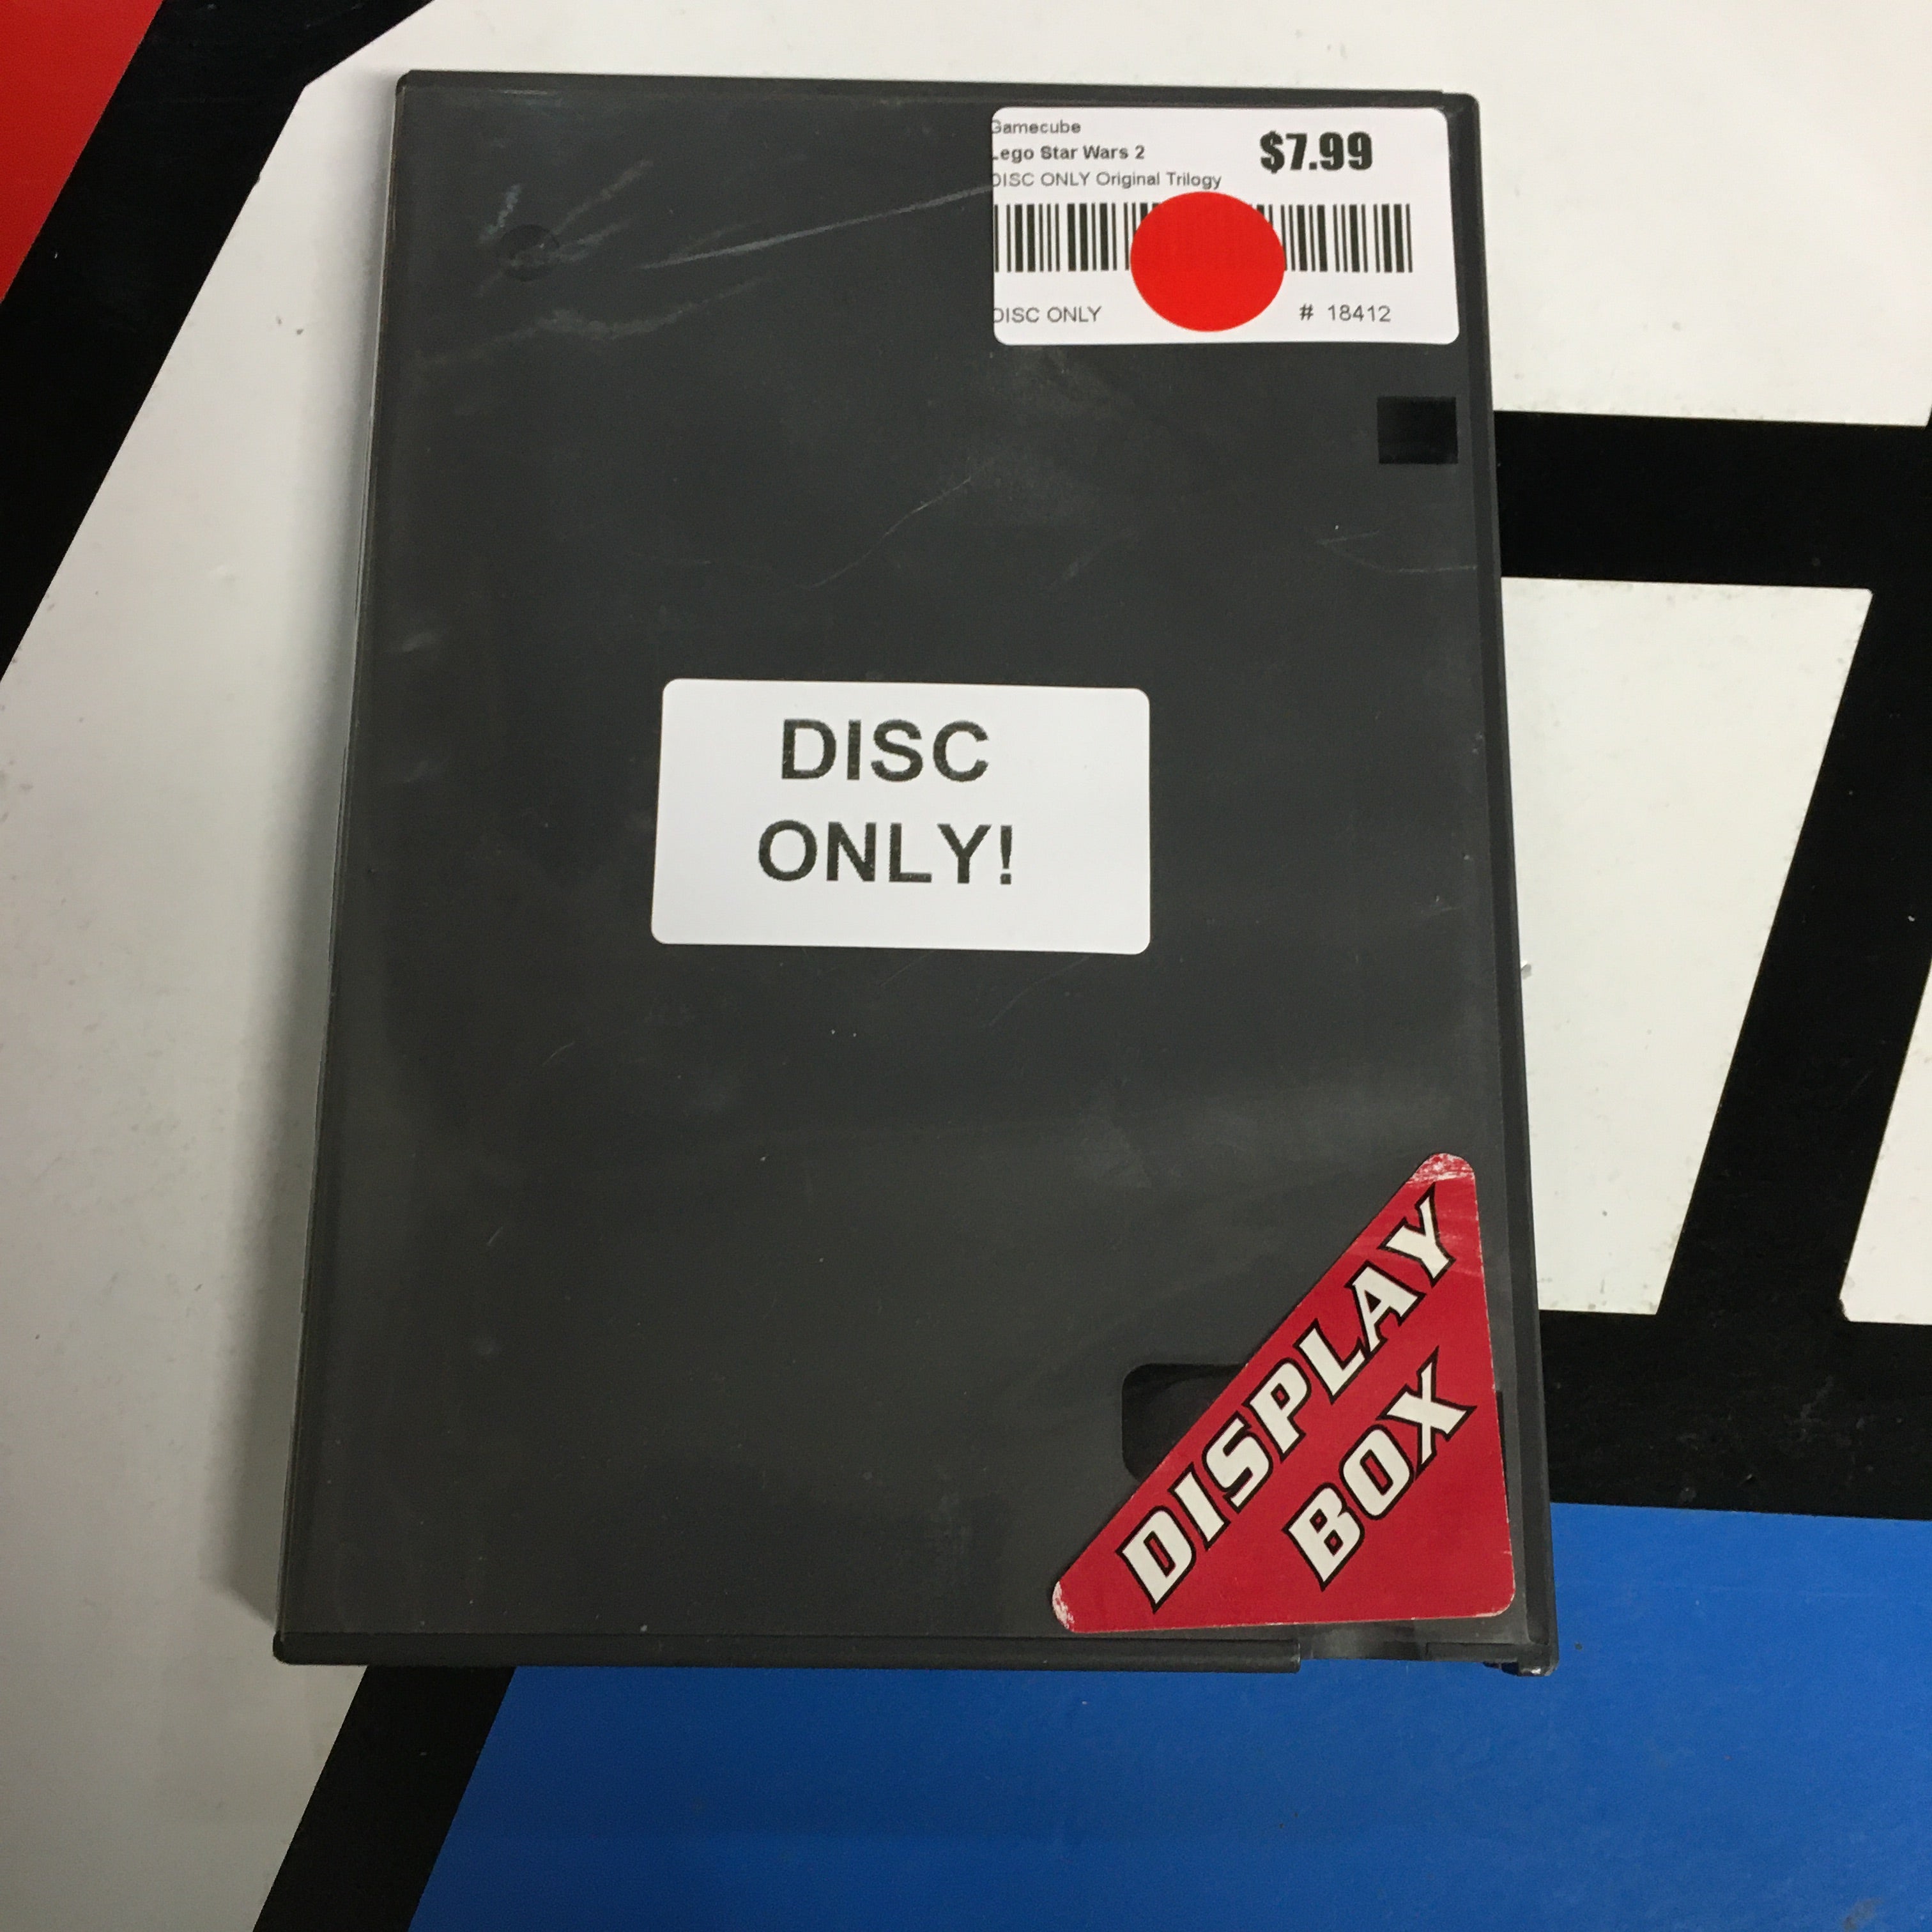 Gamecube
Lego Star Wars 2
$7.99
DISC ONLY Original Trilogy
DISC ONLY
# 18412
DISC
ONLY!
DISPLAY
BOX